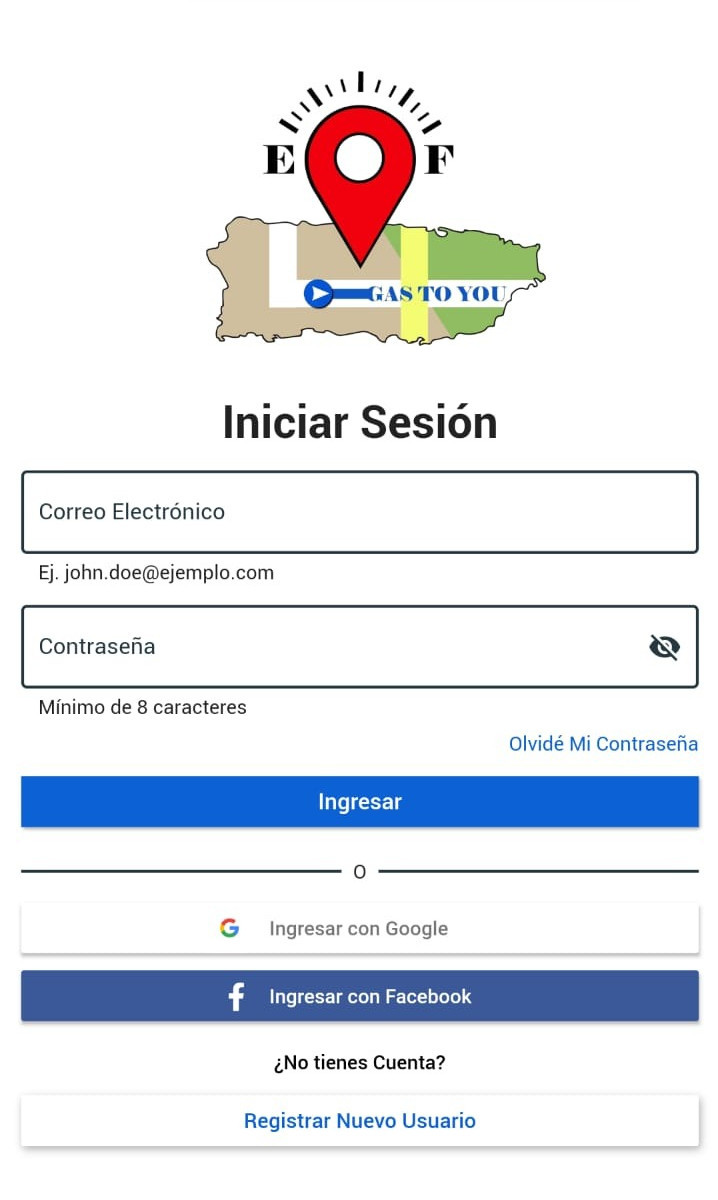 E F
GAS TO YOU
Iniciar Sesión
Correo Electrónico
Ej. john.doe@ejemplo.com
Contraseña
Mínimo de 8 caracteres
Olvidé Mi Contraseña
Ingresar
O
Ingresar con Google
Ingresar con Facebook
¿No tienes Cuenta?
Registrar Nuevo Usuario